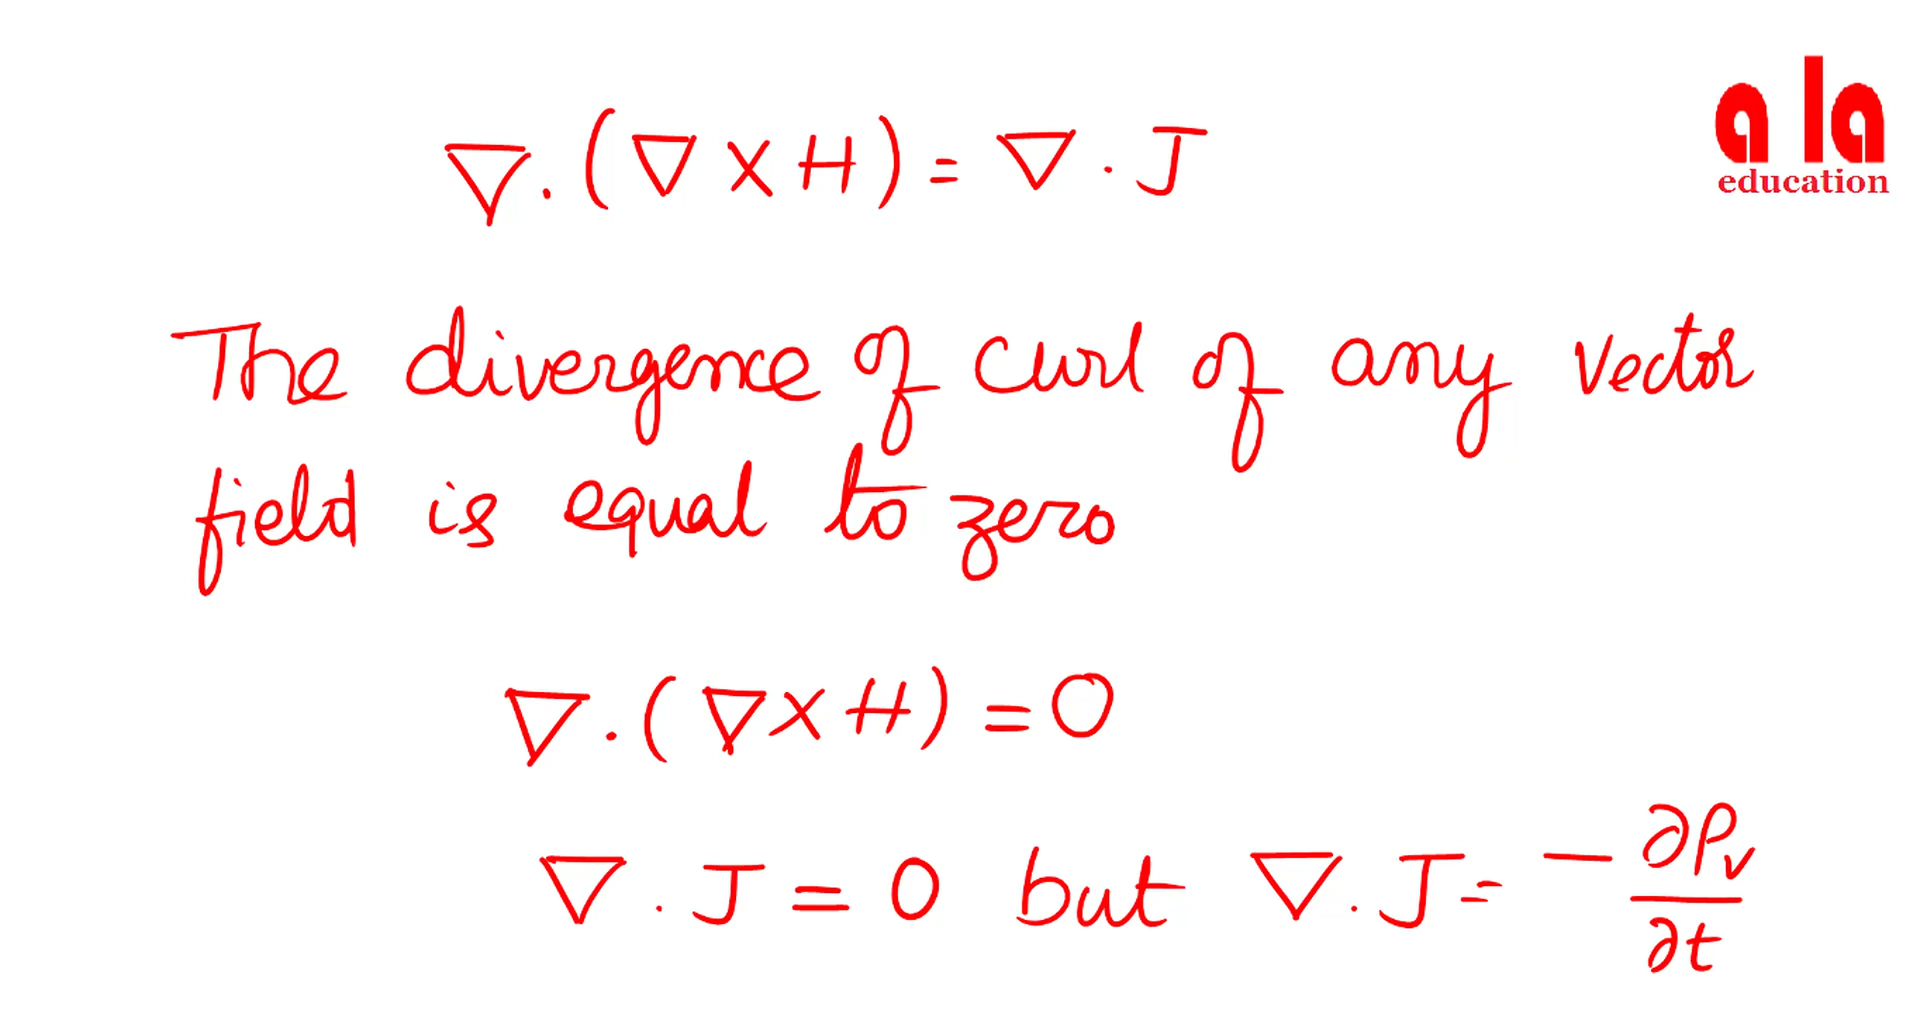 a la
education
∇ . (∇ X H) = ∇ . J
The divergence of curl of any vector
field is equal to zero
∇ . (∇ X H) = 0
∇ . J = 0 but ∇ . J = - ∂ρv/∂t